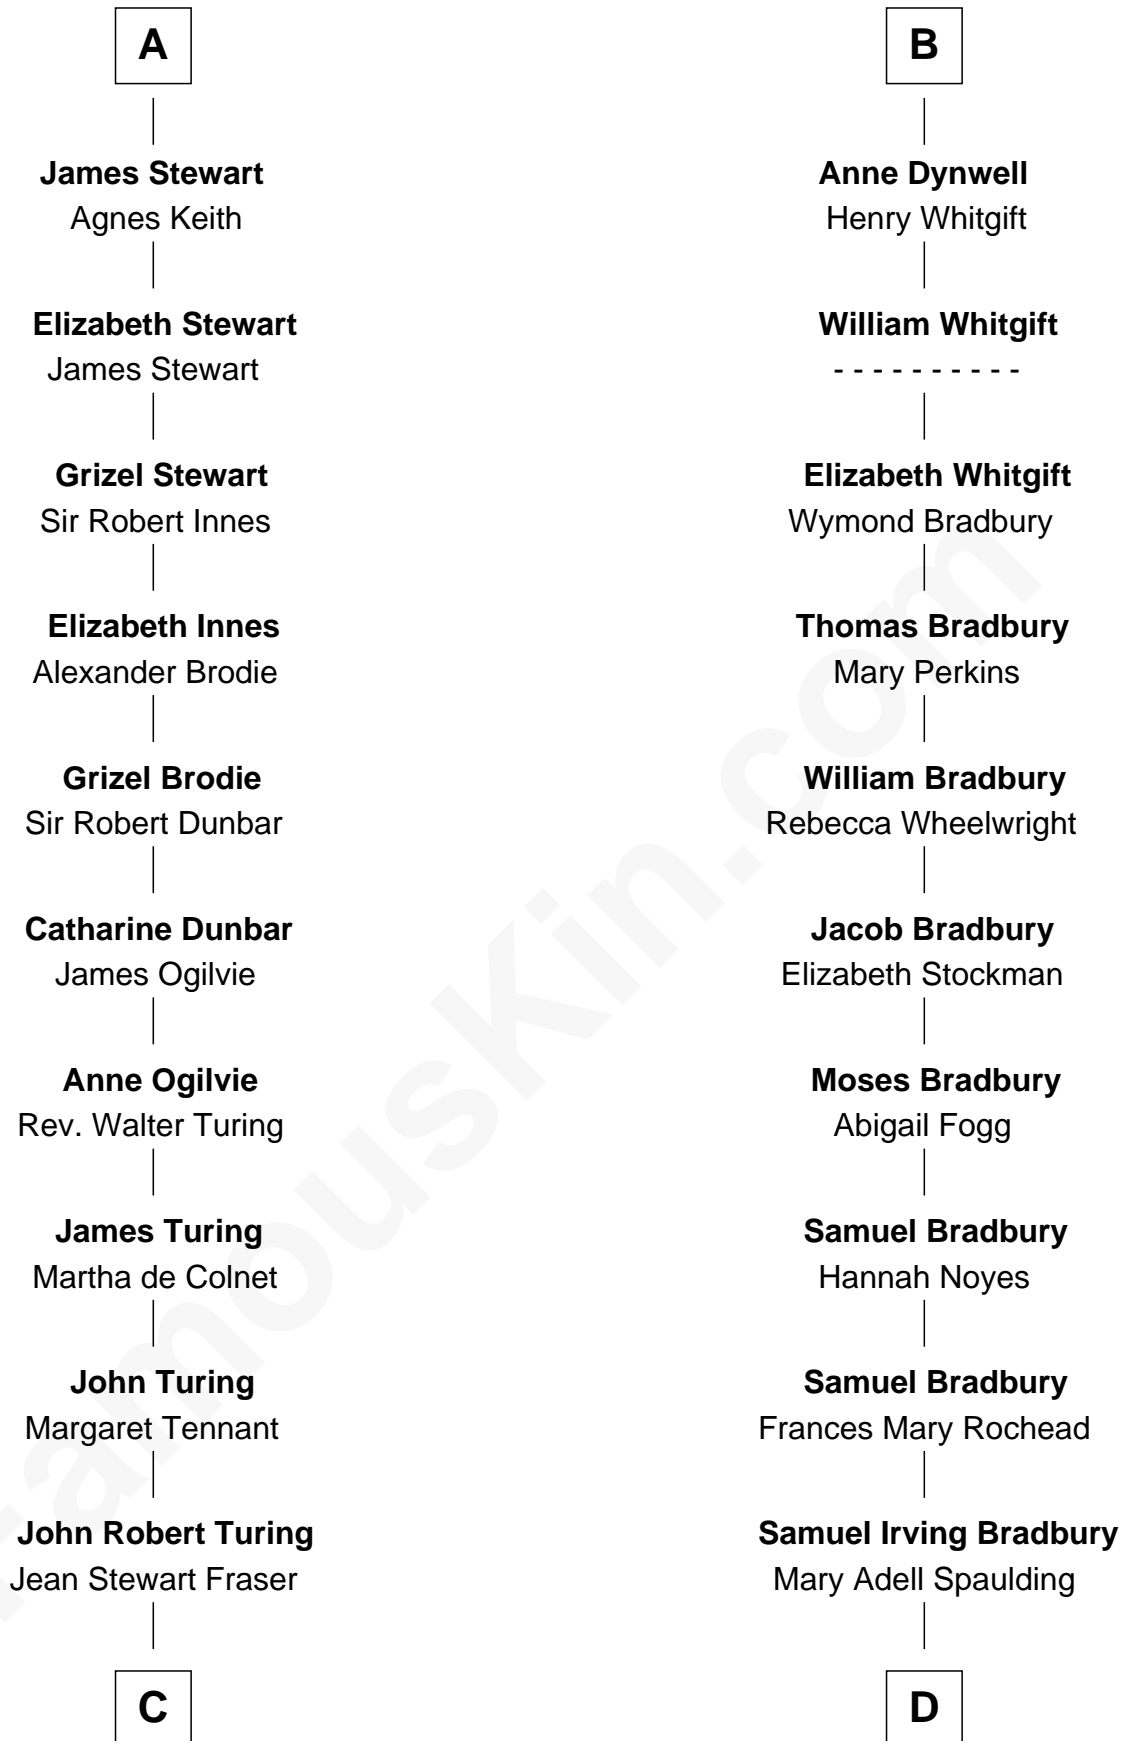 A
James Stewart
Agnes Keith
Elizabeth Stewart
James Stewart
Grizel Stewart
Sir Robert Innes
Elizabeth Innes
Alexander Brodie
Grizel Brodie
Sir Robert Dunbar
Catharine Dunbar
James Ogilvie
Anne Ogilvie
Rev. Walter Turing
James Turing
Martha de Colnet
John Turing
Margaret Tennant
John Robert Turing
Jean Stewart Fraser
C
B
Anne Dynwell
Henry Whitgift
William Whitgift
- - - - - - - - - -
Elizabeth Whitgift
Wymond Bradbury
Thomas Bradbury
Mary Perkins
William Bradbury
Rebecca Wheelwright
Jacob Bradbury
Elizabeth Stockman
Moses Bradbury
Abigail Fogg
Samuel Bradbury
Hannah Noyes
Samuel Bradbury
Frances Mary Rochead
Samuel Irving Bradbury
Mary Adell Spaulding
D
FamousKin.com